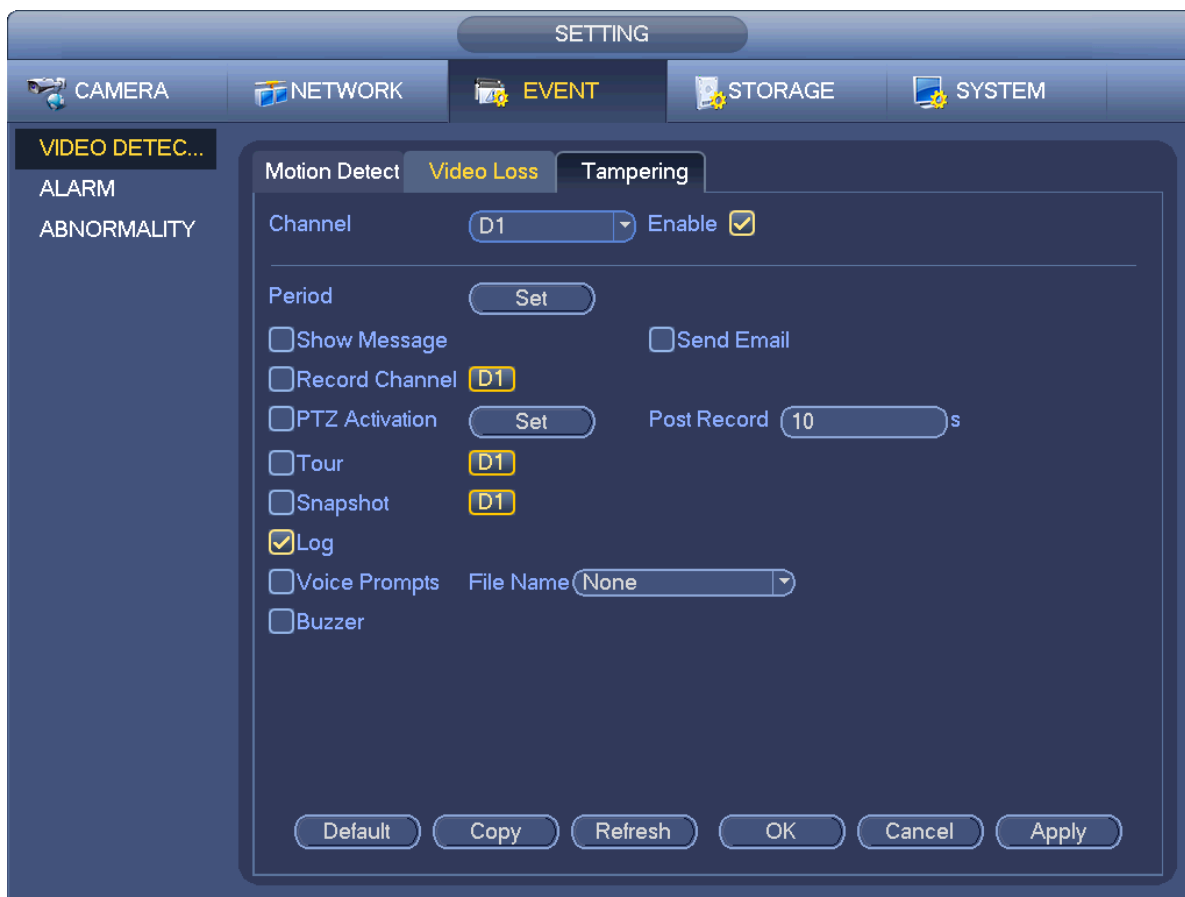 SETTING
CAMERA NETWORK EVENT STORAGE SYSTEM
VIDEO DETEC...
ALARM
ABNORMALITY
Motion Detect Video Loss Tampering
Channel D1 Enable
Period Set
Show Message Send Email
Record Channel D1
PTZ Activation Set Post Record 10 s
Tour D1
Snapshot D1
Log
Voice Prompts File Name None
Buzzer
Default Copy Refresh OK Cancel Apply